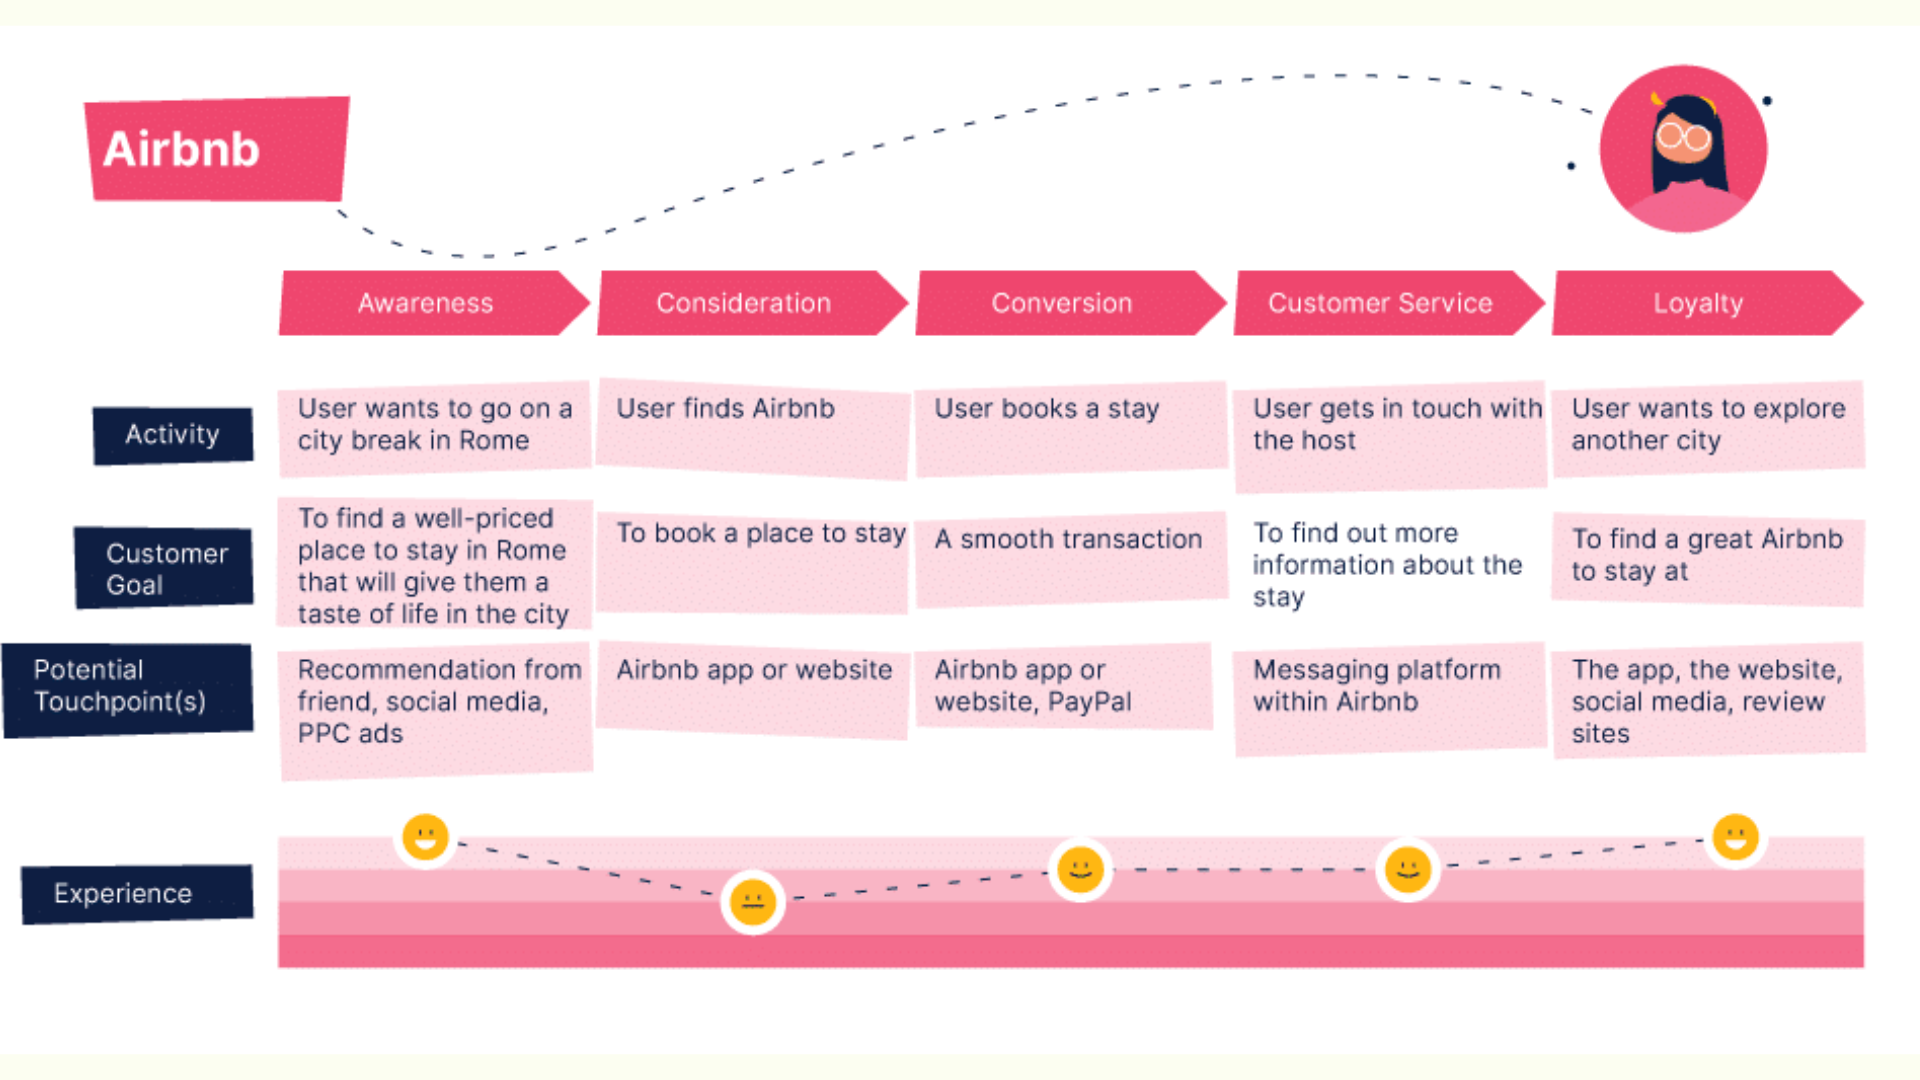 Airbnb
Awareness
Consideration
Conversion
Customer Service
Loyalty
Activity
User wants to go on a
city break in Rome
User finds Airbnb
User books a stay
User gets in touch with
the host
User wants to explore
another city
Customer
Goal
To find a well-priced
place to stay in Rome
that will give them a
taste of life in the city
To book a place to stay
A smooth transaction
To find out more
information about the
stay
To find a great Airbnb
to stay at
Potential
Touchpoint(s)
Recommendation from
friend, social media,
PPC ads
Airbnb app or website
Airbnb app or
website, PayPal
Messaging platform
within Airbnb
The app, the website,
social media, review
sites
Experience